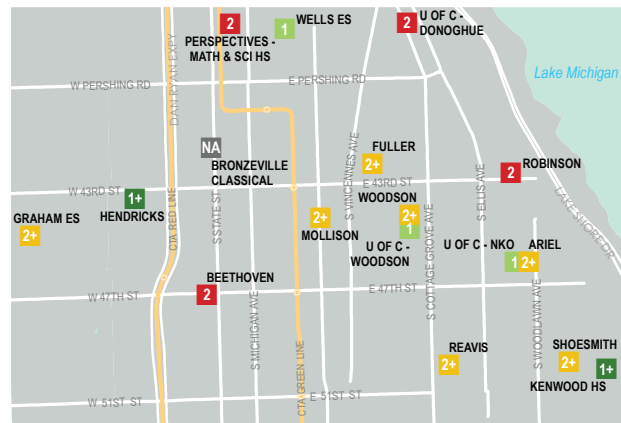 2
PERSPECTIVES -
MATH & SCI HS
1
WELLS ES
2
U OF C -
DONOGHUE
Lake Michigan
DAN RYAN EXPY
W PERSHING RD
E PERSHING RD
NA
BRONZEVILLE
CLASSICAL
S VINCENNES AVE
FULLER
2+
S ELLIS AVE
ROBINSON
2
W 43RD ST
E 43RD ST
1+
HENDRICKS
CTA RED LINE
S STATE ST
GRAHAM ES
2+
2+
MOLLISON
WOODSON
2+
1
U OF C -
WOODSON
S COTTAGE GROVE AVE
LAKE SHORE DR
U OF C - NKO
1
ARIEL
2+
BEETHOVEN
2
W 47TH ST
E 47TH ST
S MICHIGAN AVE
CTA GREEN LINE
S WOODLAWN AVE
REAVIS
2+
SHOESMITH
2+
1+
KENWOOD HS
W 51ST ST
E 51ST ST